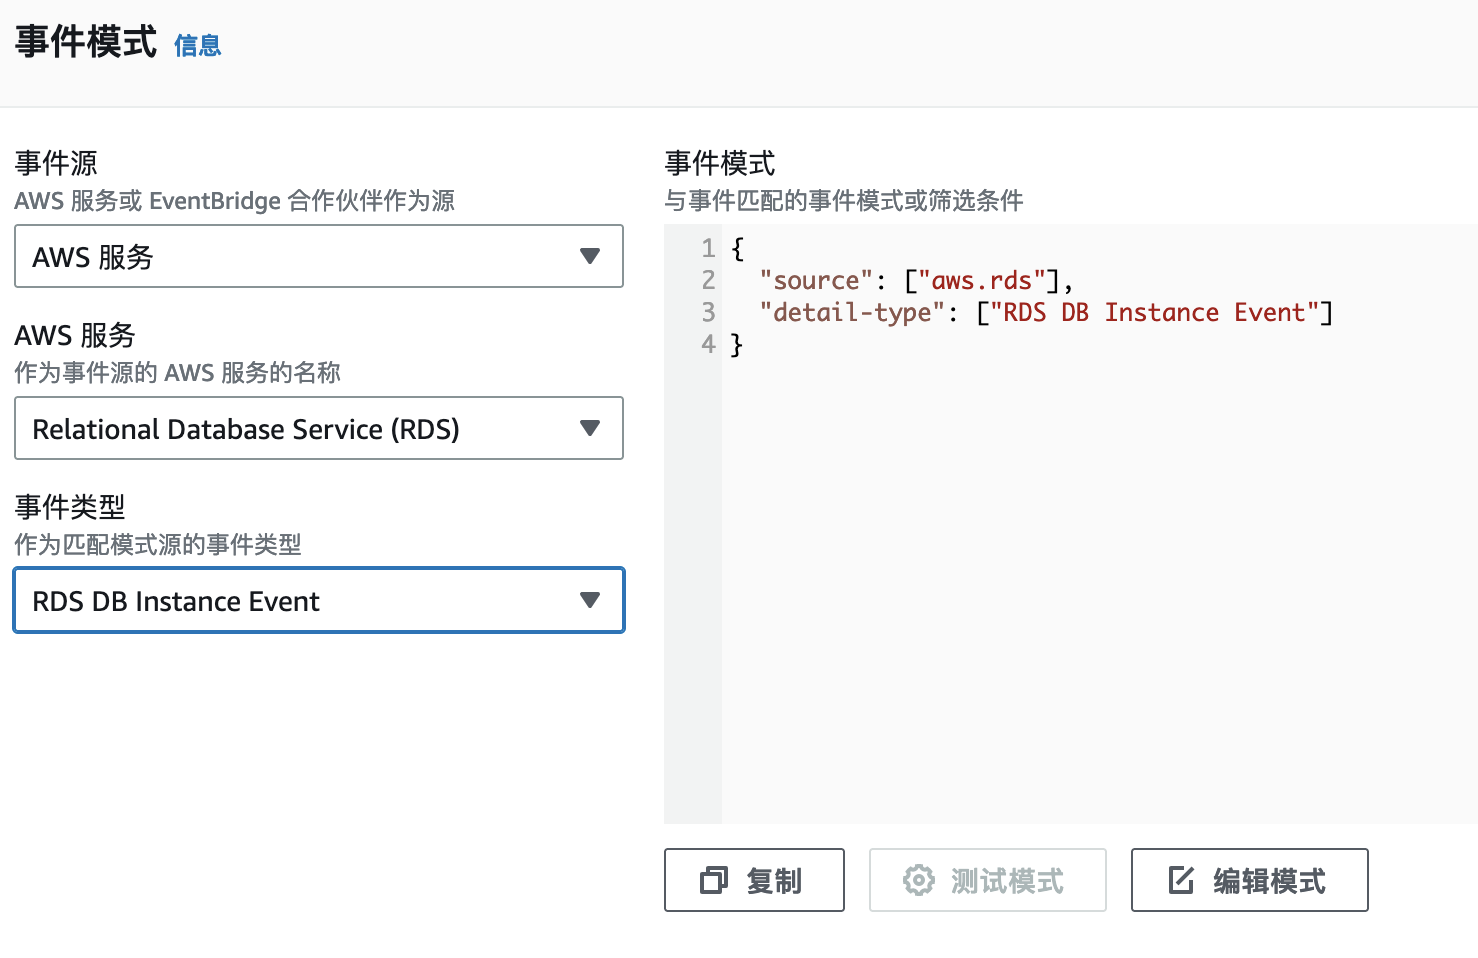 事件模式 信息
事件源
AWS 服务或 EventBridge 合作伙伴作为源
AWS 服务
AWS 服务
作为事件源的 AWS 服务的名称
Relational Database Service (RDS)
事件类型
作为匹配模式源的事件类型
RDS DB Instance Event
事件模式
与事件匹配的事件模式或筛选条件
1 {
2   "source": ["aws.rds"],
3   "detail-type": ["RDS DB Instance Event"]
4 }
复制 测试模式 编辑模式